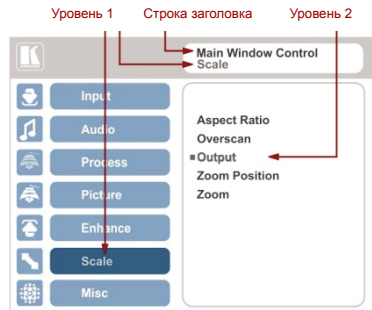 Уровень 1 Строка заголовка Уровень 2
K
Main Window Control
Scale
Input
Audio
Process
Picture
Enhance
Scale
Misc
Aspect Ratio
Overscan
Output
Zoom Position
Zoom